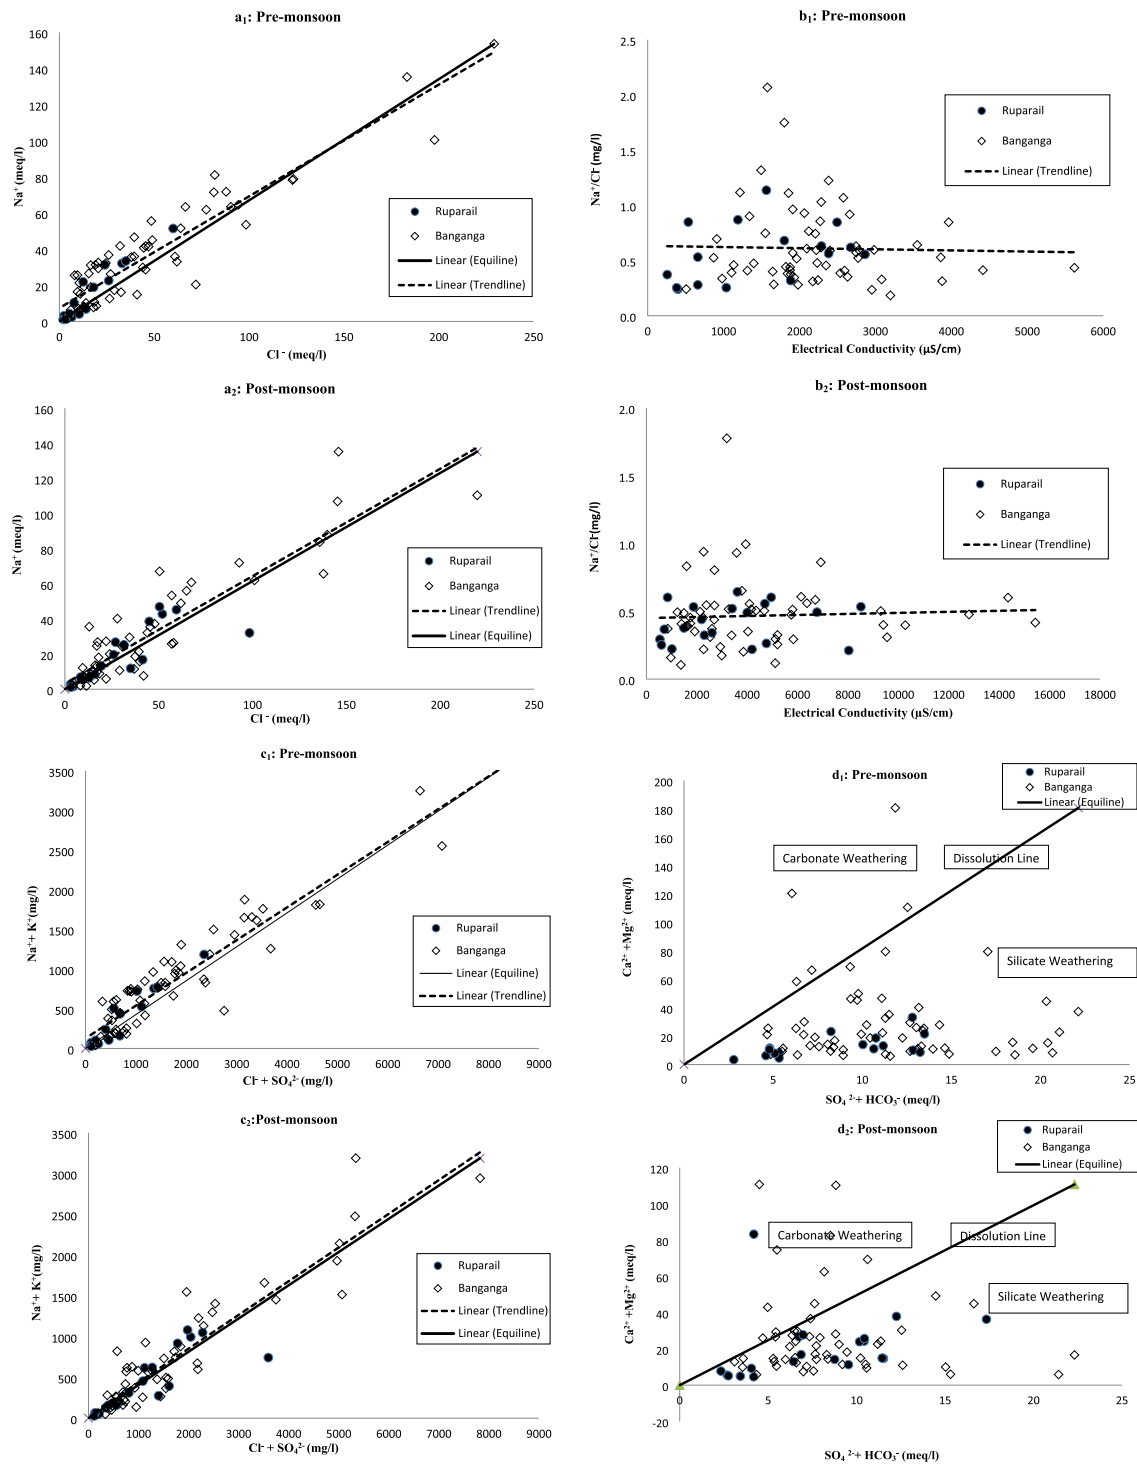 a₁: Pre-monsoon
Na⁺ (meq/l)
160
140
120
100
80
60
40
20
0
0 50 100 150 200 250
Cl⁻ (meq/l)
Ruparail
Banganga
Linear (Equiline)
Linear (Trendline)
b₁: Pre-monsoon
Na⁺/Cl⁻ (mg/l)
2.5
2.0
1.5
1.0
0.5
0.0
0 1000 2000 3000 4000 5000 6000
Electrical Conductivity (µS/cm)
Ruparail
Banganga
Linear (Trendline)
a₂: Post-monsoon
Na⁺ (meq/l)
160
140
120
100
80
60
40
20
0
0 50 100 150 200 250
Cl⁻ (meq/l)
Ruparail
Banganga
Linear (Trendline)
Linear (Equiline)
b₂: Post-monsoon
Na⁺/Cl⁻(mg/l)
2.0
1.5
1.0
0.5
0.0
0 2000 4000 6000 8000 10000 12000 14000 16000 18000
Electrical Conductivity (µS/cm)
Ruparail
Banganga
Linear (Trendline)
c₁: Pre-monsoon
Na⁺+ K⁺(mg/l)
3500
3000
2500
2000
1500
1000
500
0
0 1000 2000 3000 4000 5000 6000 7000 8000 9000
Cl⁻ + SO₄²⁻ (mg/l)
Ruparail
Banganga
Linear (Equiline)
Linear (Trendline)
d₁: Pre-monsoon
Ruparail
Banganga
Linear (Equiline)
Ca²⁺ +Mg²⁺ (meq/l)
200
180
160
140
120
100
80
60
40
20
0
Carbonate Weathering
Dissolution Line
Silicate Weathering
0 5 10 15 20 25
SO₄ ²⁻+ HCO₃⁻ (meq/l)
c₂:Post-monsoon
Na⁺+ K⁺(mg/l)
3500
3000
2500
2000
1500
1000
500
0
0 1000 2000 3000 4000 5000 6000 7000 8000 9000
Cl⁻ + SO₄²⁻ (mg/l)
Ruparail
Banganga
Linear (Trendline)
Linear (Equiline)
d₂: Post-monsoon
Ruparail
Banganga
Linear (Equiline)
Ca²⁺ +Mg²⁺ (meq/l)
120
100
80
60
40
20
0
-20
Carbonate Weathering
Dissolution Line
Silicate Weathering
0 5 10 15 20 25
SO₄ ²⁻+ HCO₃⁻ (meq/l)